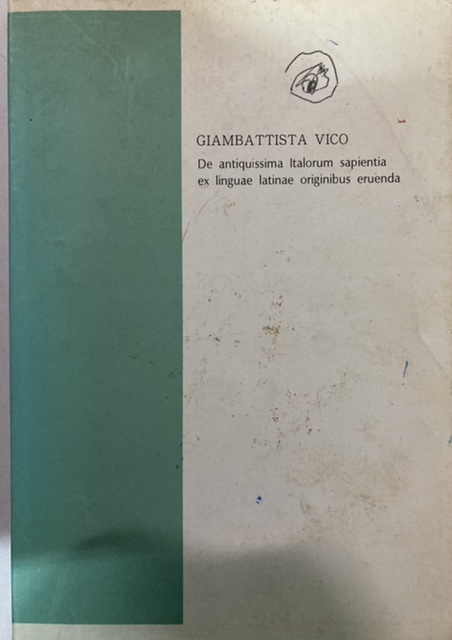 GIAMBATTISTA VICO
De antiquissima Italorum sapientia
ex linguae latinae originibus eruenda